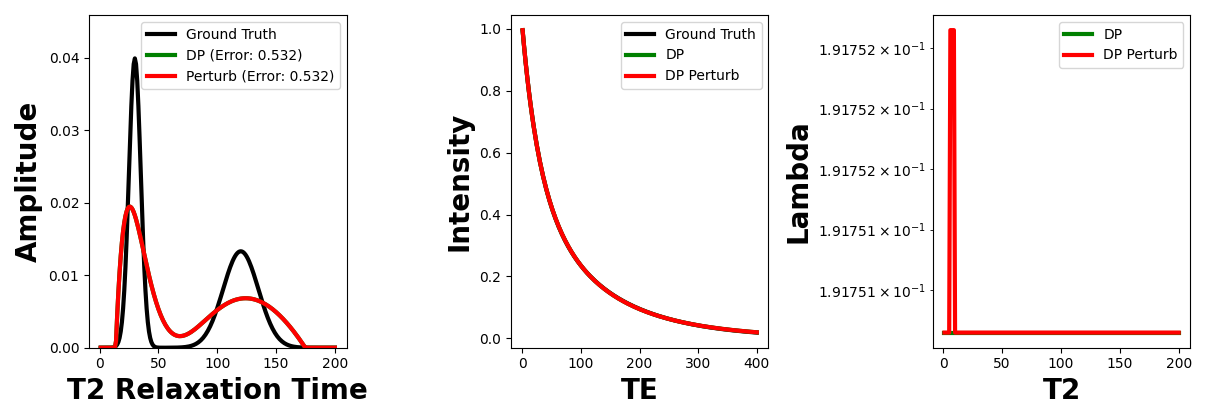 Ground Truth
DP (Error: 0.532)
Perturb (Error: 0.532)
0.04
0.03
0.02
0.01
0.00
Amplitude
0 50 100 150 200
T2 Relaxation Time
Ground Truth
DP
DP Perturb
1.0
0.8
0.6
0.4
0.2
0.0
Intensity
0 100 200 300 400
TE
DP
DP Perturb
1.91752 × 10⁻¹
1.91752 × 10⁻¹
1.91752 × 10⁻¹
1.91751 × 10⁻¹
1.91751 × 10⁻¹
Lambda
0 50 100 150 200
T2